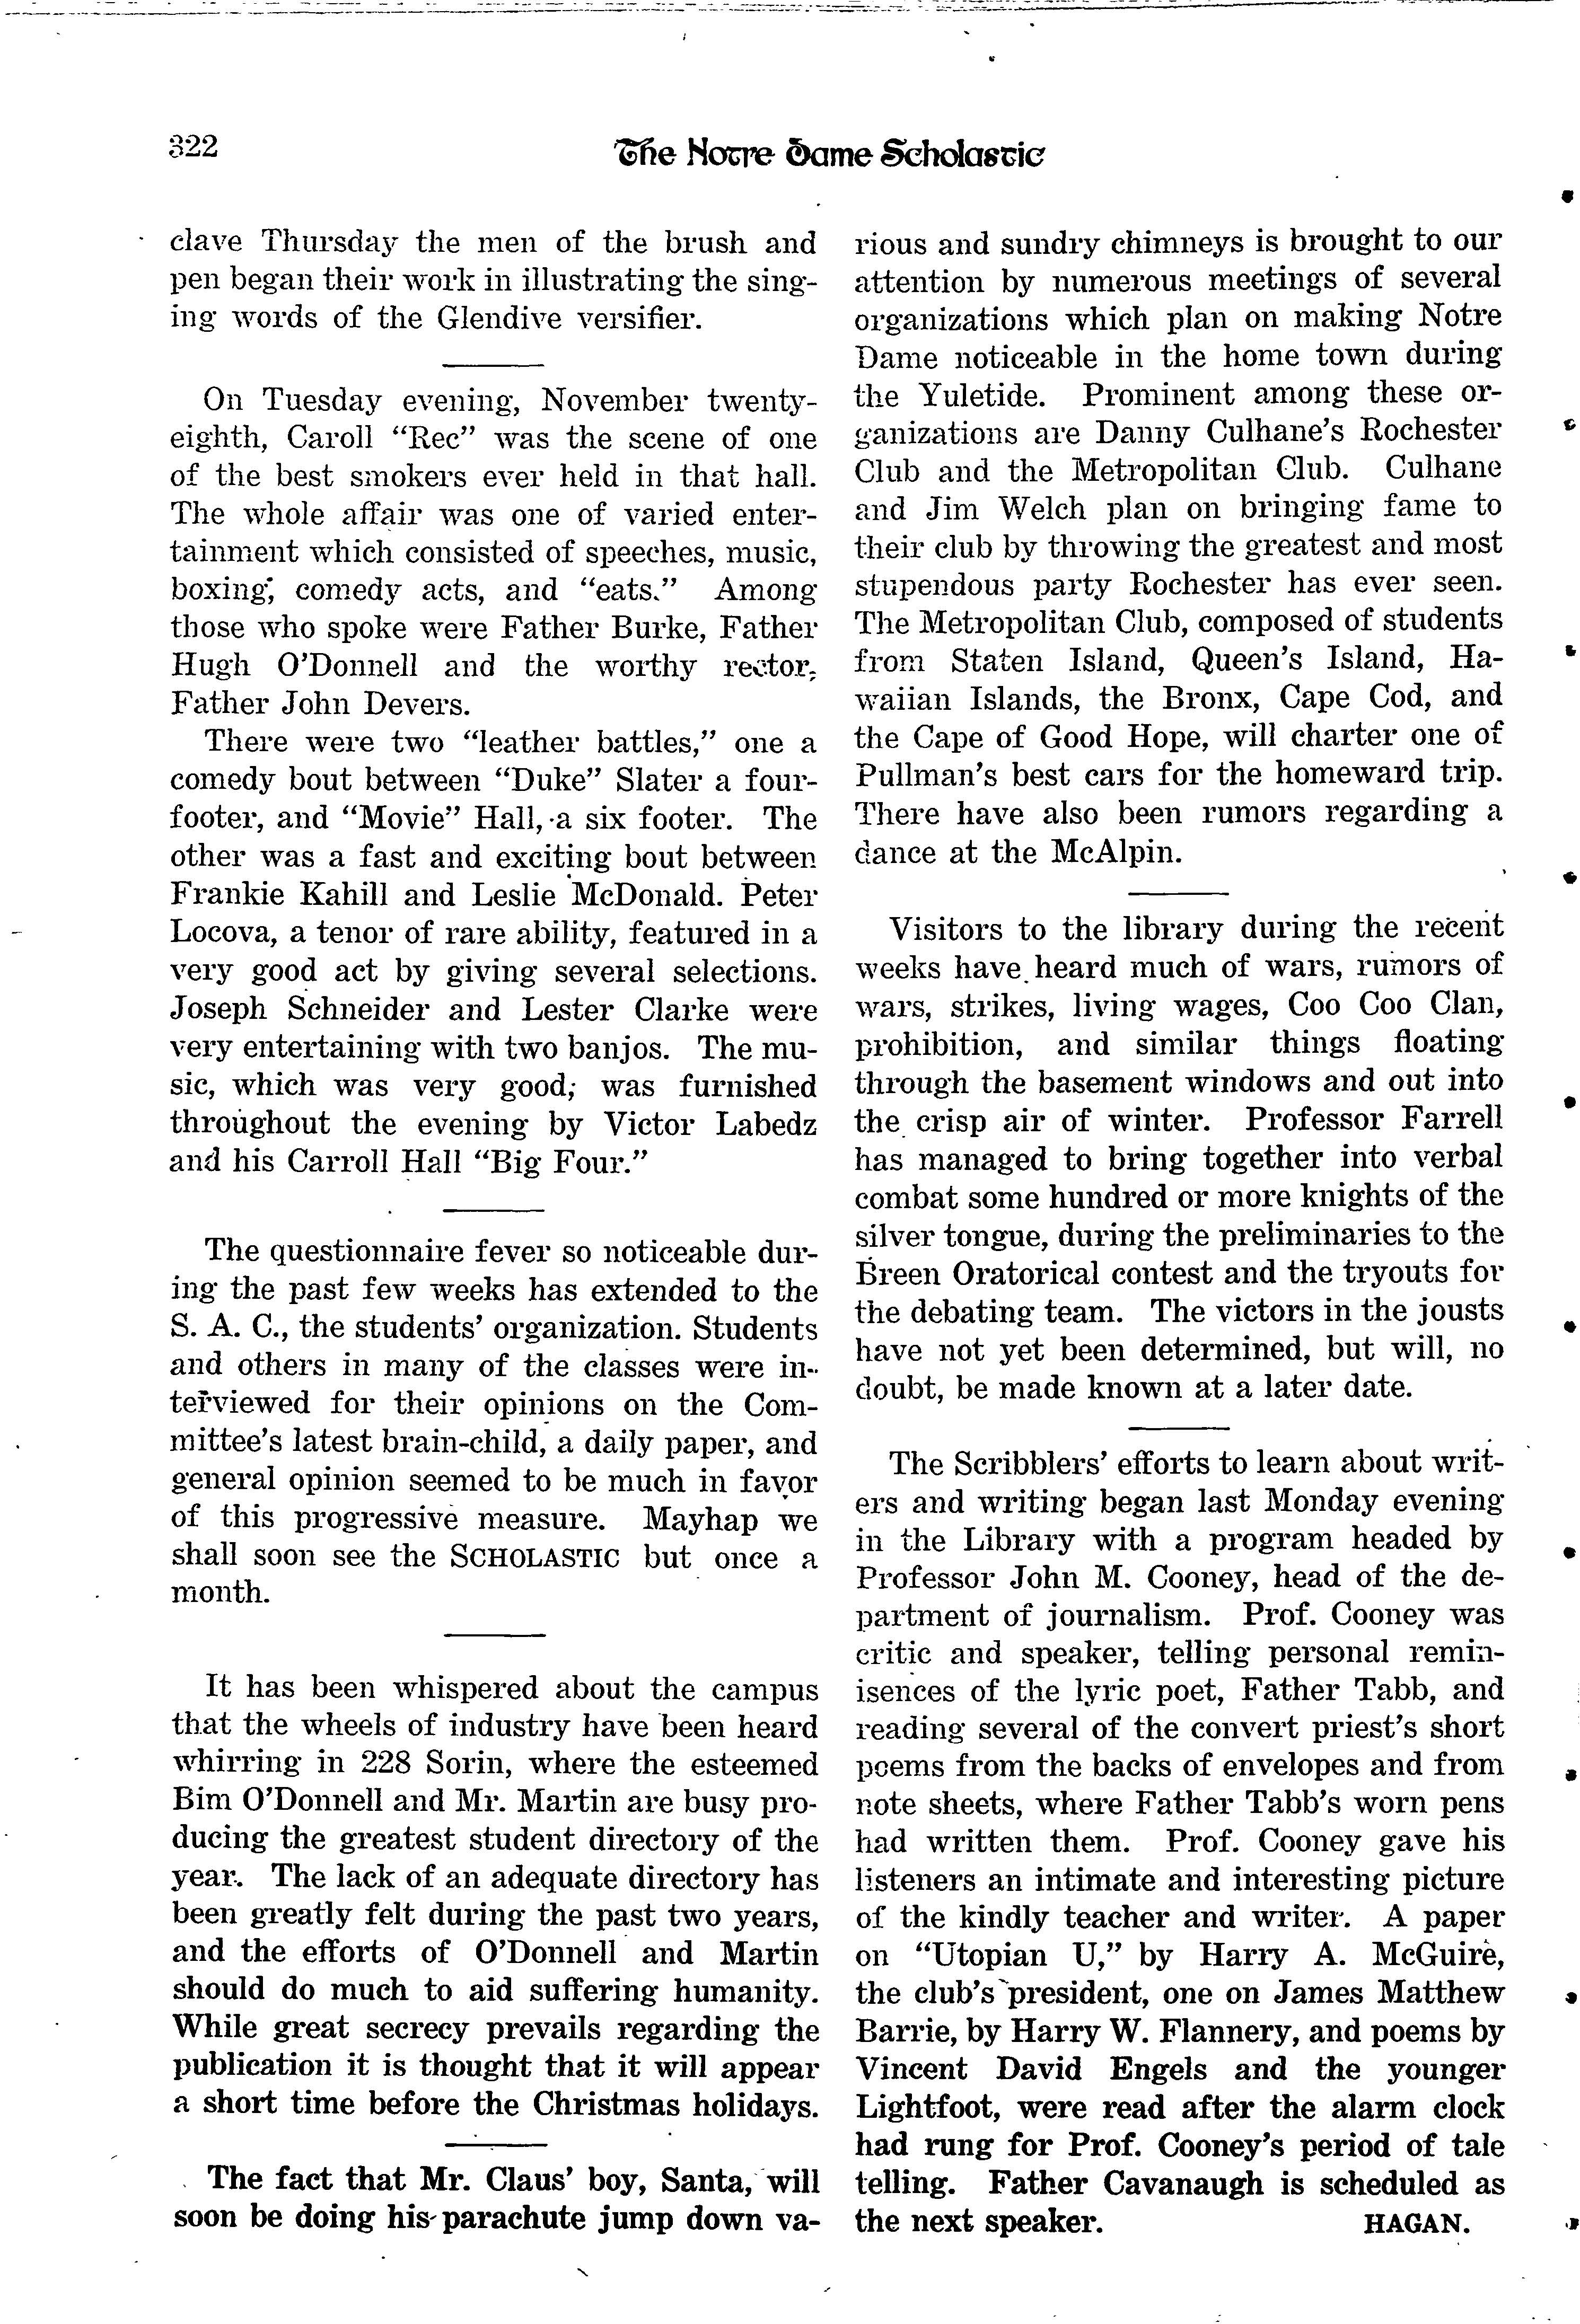 322
The Notre Dame Scholastic
clave Thursday the men of the brush and
pen began their work in illustrating the sing-
ing words of the Glendive versifier.
On Tuesday evening, November twenty-
eighth, Caroll "Rec" was the scene of one
of the best smokers ever held in that hall.
The whole affair was one of varied enter-
tainment which consisted of speeches, music,
boxing, comedy acts, and "eats." Among
those who spoke were Father Burke, Father
Hugh O'Donnell and the worthy rector,
Father John Devers.
There were two "leather battles," one a
comedy bout between "Duke" Slater a four-
footer, and "Movie" Hall, a six footer. The
other was a fast and exciting bout between
Frankie Kahill and Leslie McDonald. Peter
Locova, a tenor of rare ability, featured in a
very good act by giving several selections.
Joseph Schneider and Lester Clarke were
very entertaining with two banjos. The mu-
sic, which was very good, was furnished
throughout the evening by Victor Labedz
and his Carroll Hall "Big Four."
The questionnaire fever so noticeable dur-
ing the past few weeks has extended to the
S. A. C., the students' organization. Students
and others in many of the classes were in-
terviewed for their opinions on the Com-
mittee's latest brain-child, a daily paper, and
general opinion seemed to be much in favor
of this progressive measure. Mayhap we
shall soon see the SCHOLASTIC but once a
month.
It has been whispered about the campus
that the wheels of industry have been heard
whirring in 228 Sorin, where the esteemed
Bim O'Donnell and Mr. Martin are busy pro-
ducing the greatest student directory of the
year. The lack of an adequate directory has
been greatly felt during the past two years,
and the efforts of O'Donnell and Martin
should do much to aid suffering humanity.
While great secrecy prevails regarding the
publication it is thought that it will appear
a short time before the Christmas holidays.
The fact that Mr. Claus' boy, Santa, will
soon be doing his parachute jump down va-
rious and sundry chimneys is brought to our
attention by numerous meetings of several
organizations which plan on making Notre
Dame noticeable in the home town during
the Yuletide. Prominent among these or-
ganizations are Danny Culhane's Rochester
Club and the Metropolitan Club. Culhane
and Jim Welch plan on bringing fame to
their club by throwing the greatest and most
stupendous party Rochester has ever seen.
The Metropolitan Club, composed of students
from Staten Island, Queen's Island, Ha-
waiian Islands, the Bronx, Cape Cod, and
the Cape of Good Hope, will charter one of
Pullman's best cars for the homeward trip.
There have also been rumors regarding a
dance at the McAlpin.
Visitors to the library during the recent
weeks have heard much of wars, rumors of
wars, strikes, living wages, Coo Coo Clan,
prohibition, and similar things floating
through the basement windows and out into
the crisp air of winter. Professor Farrell
has managed to bring together into verbal
combat some hundred or more knights of the
silver tongue, during the preliminaries to the
Breen Oratorical contest and the tryouts for
the debating team. The victors in the jousts
have not yet been determined, but will, no
doubt, be made known at a later date.
The Scribblers' efforts to learn about writ-
ers and writing began last Monday evening
in the Library with a program headed by
Professor John M. Cooney, head of the de-
partment of journalism. Prof. Cooney was
critic and speaker, telling personal remin-
isences of the lyric poet, Father Tabb, and
reading several of the convert priest's short
poems from the backs of envelopes and from
note sheets, where Father Tabb's worn pens
had written them. Prof. Cooney gave his
listeners an intimate and interesting picture
of the kindly teacher and writer. A paper
on "Utopian U," by Harry A. McGuire,
the club's president, one on James Matthew
Barrie, by Harry W. Flannery, and poems by
Vincent David Engels and the younger
Lightfoot, were read after the alarm clock
had rung for Prof. Cooney's period of tale
telling. Father Cavanaugh is scheduled as
the next speaker. HAGAN.